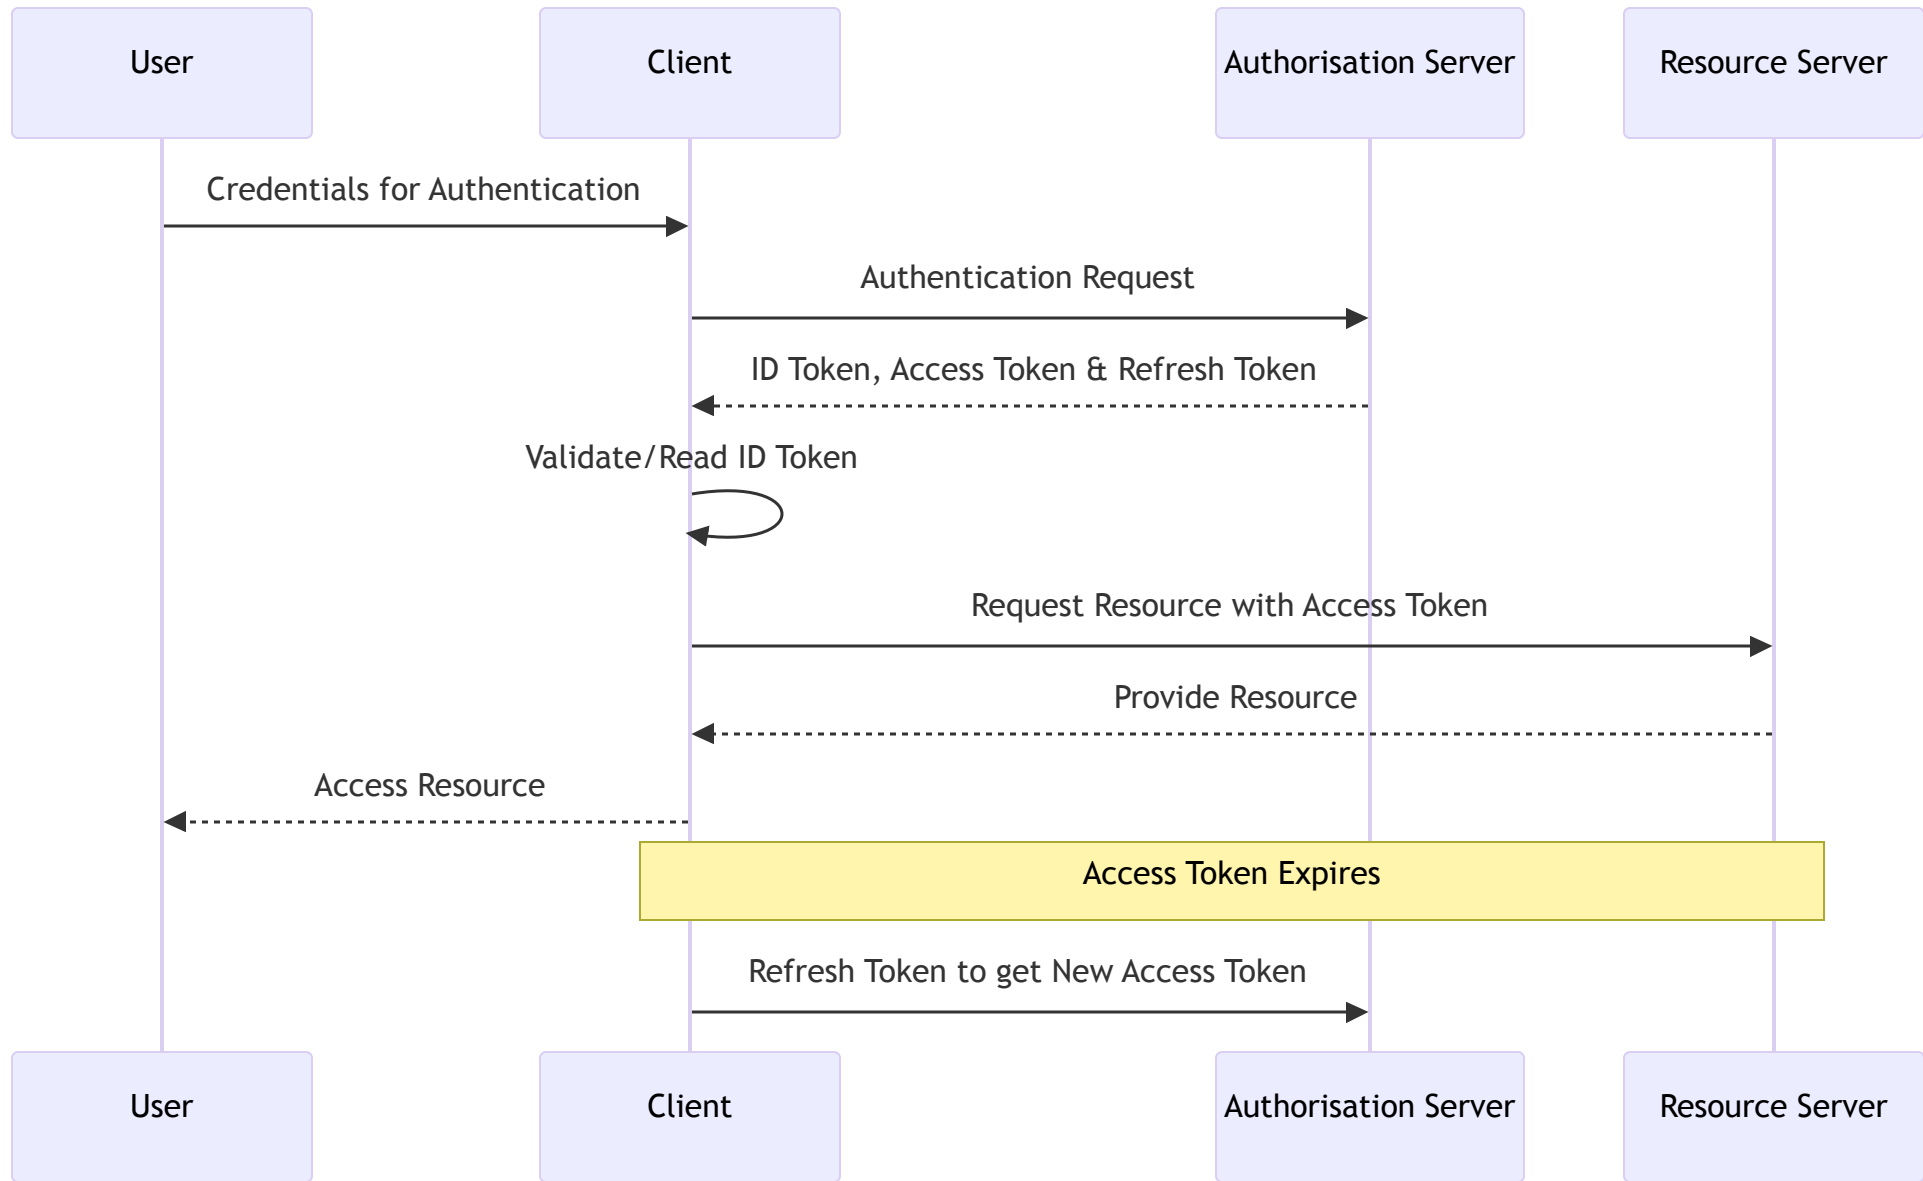 User
Client
Authorisation Server
Resource Server
Credentials for Authentication
Authentication Request
ID Token, Access Token & Refresh Token
Validate/Read ID Token
Request Resource with Access Token
Provide Resource
Access Resource
Access Token Expires
Refresh Token to get New Access Token
User
Client
Authorisation Server
Resource Server